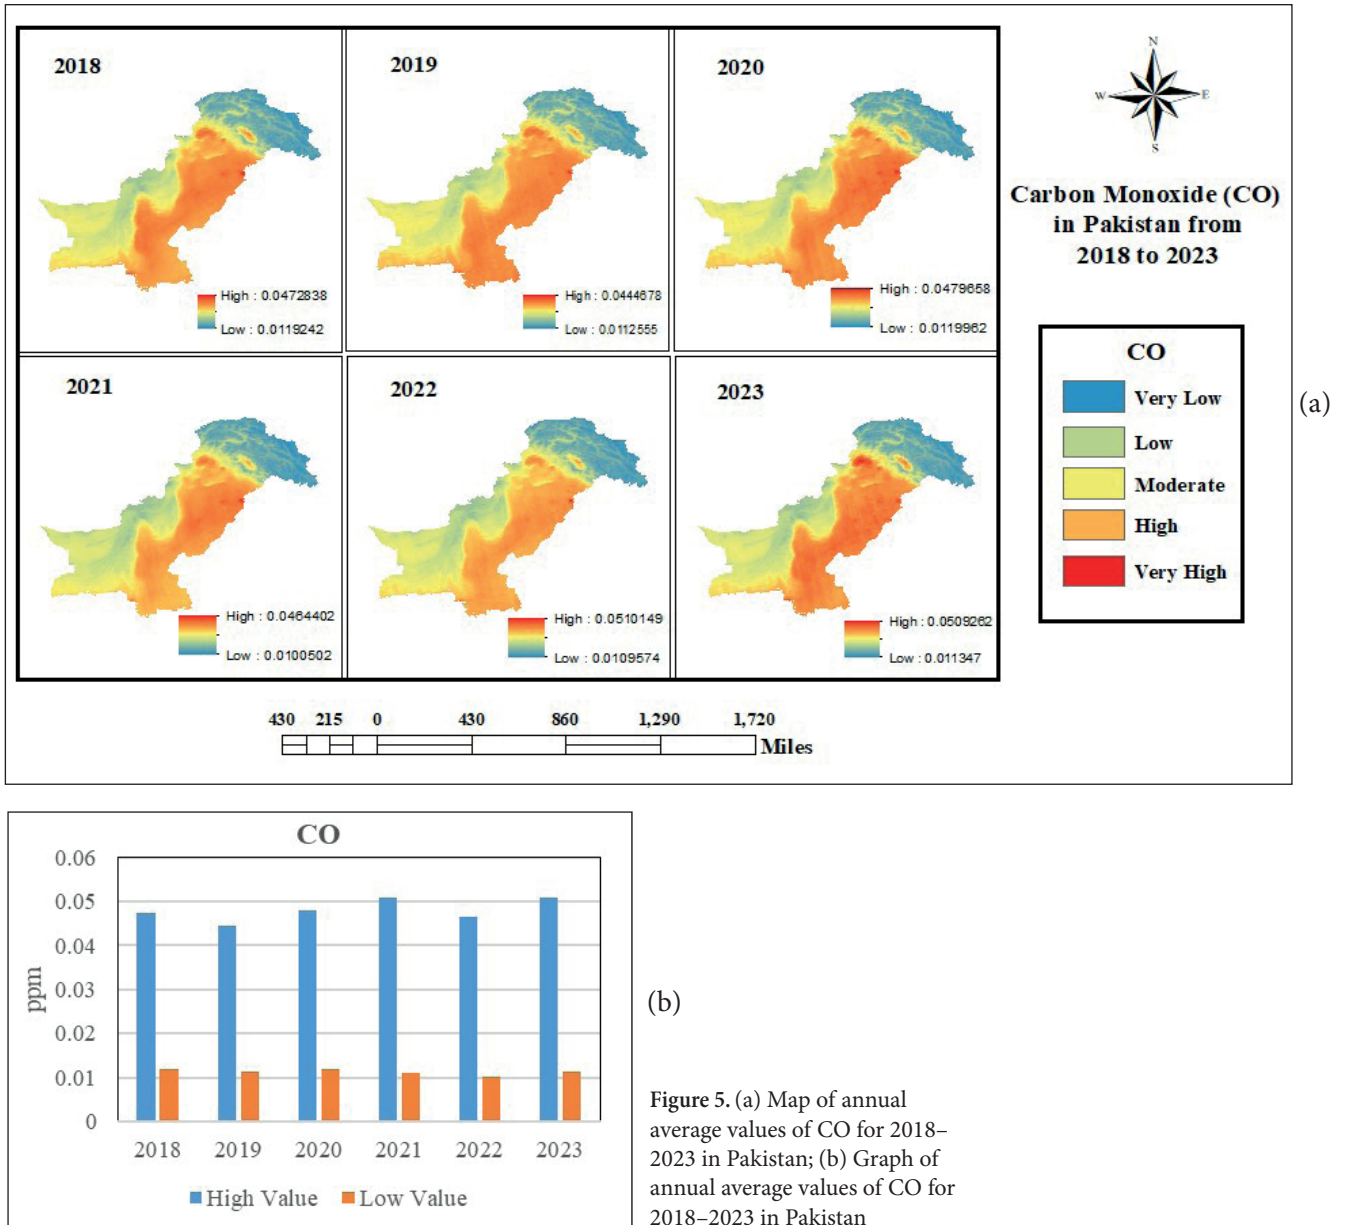 2018
High : 0.0472838
Low : 0.0119242
2019
High : 0.0444678
Low : 0.0112555
2020
High : 0.0479658
Low : 0.0119962
2021
High : 0.0464402
Low : 0.0100502
2022
High : 0.0510149
Low : 0.0109574
2023
High : 0.0509262
Low : 0.011347
N
W E
S
Carbon Monoxide (CO)
in Pakistan from
2018 to 2023
CO
Very Low
Low
Moderate
High
Very High
430 215 0 430 860 1,290 1,720
Miles
(a)
CO
0.06
0.05
0.04
0.03
0.02
0.01
0
ppm
2018 2019 2020 2021 2022 2023
High Value Low Value
(b)
Figure 5. (a) Map of annual
average values of CO for 2018–
2023 in Pakistan; (b) Graph of
annual average values of CO for
2018–2023 in Pakistan